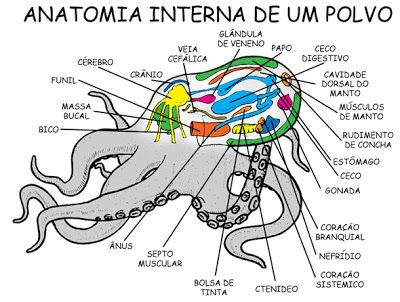 ANATOMIA INTERNA DE UM POLVO
GLÂNDULA
DE VENENO
PAPO
CECO
DIGESTIVO
VEIA
CEFÁLICA
CÉREBRO
CRÂNIO
FUNIL
CAVIDADE
DORSAL DO
MANTO
MASSA
BUCAL
MÚSCULOS
DE MANTO
BICO
RUDIMENTO
DE CONCHA
ESTÔMAGO
CECO
GONADA
CORAÇÃO
BRANQUIAL
ÂNUS
SEPTO
MUSCULAR
NEFRÍDIO
BOLSA DE
TINTA
CTENIDEO
CORAÇÃO
SISTEMICO